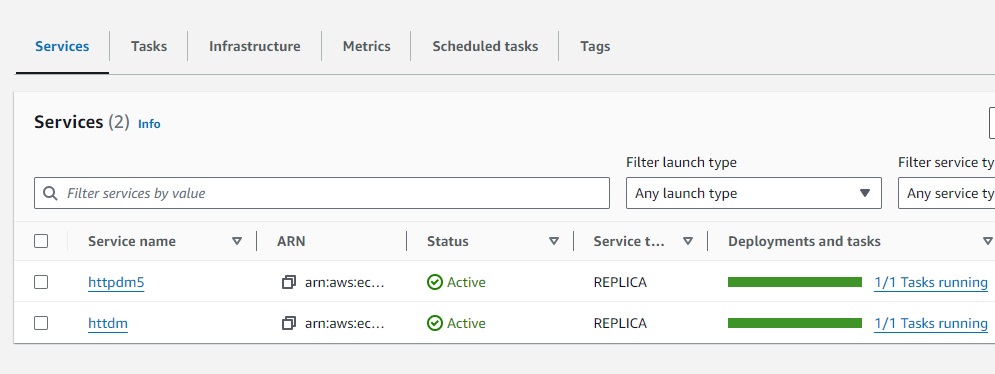 Services Tasks Infrastructure Metrics Scheduled tasks Tags
Services (2) Info
Filter launch type Filter service ty
Filter services by value Any launch type Any service ty
Service name ARN Status Service t... Deployments and tasks
httpdm5 arn:aws:ec... Active REPLICA 1/1 Tasks running
httdm arn:aws:ec... Active REPLICA 1/1 Tasks running